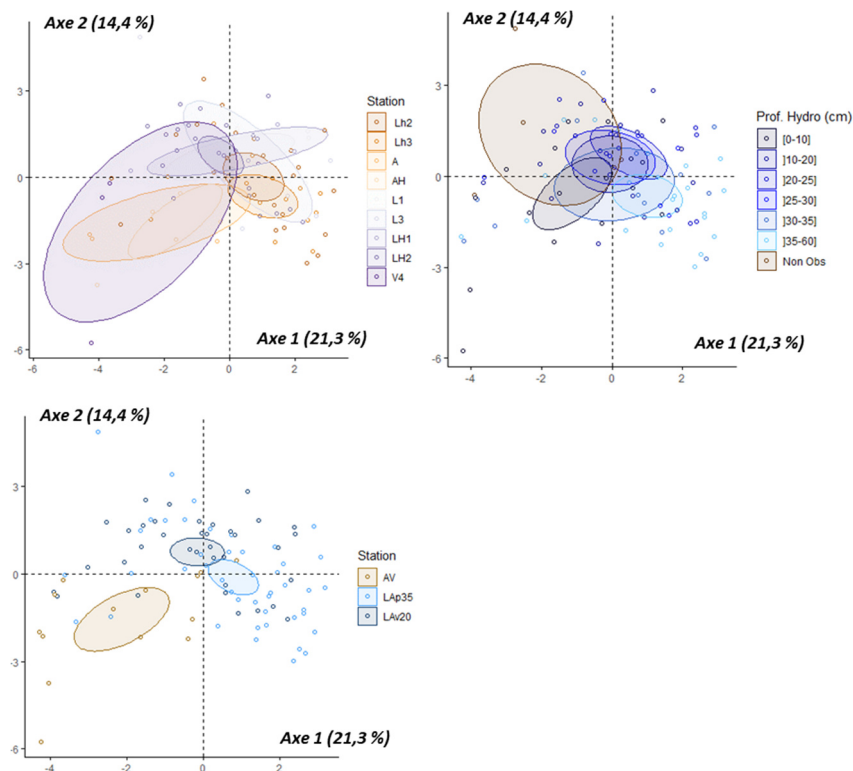 Axe 2 (14,4 %)
3
0
-3
-6
-6
-4
-2
0
2
Axe 1 (21,3 %)
Station
Lh2
Lh3
A
AH
L1
L3
LH1
LH2
V4
Axe 2 (14,4 %)
3
0
-3
-6
-4
-2
0
2
Axe 1 (21,3 %)
Prof. Hydro (cm)
[0-10]
]10-20]
]20-25]
]25-30]
]30-35]
]35-60]
Non Obs
Axe 2 (14,4 %)
3
0
-3
-6
-4
-2
0
2
Axe 1 (21,3 %)
Station
AV
LAp35
LAv20